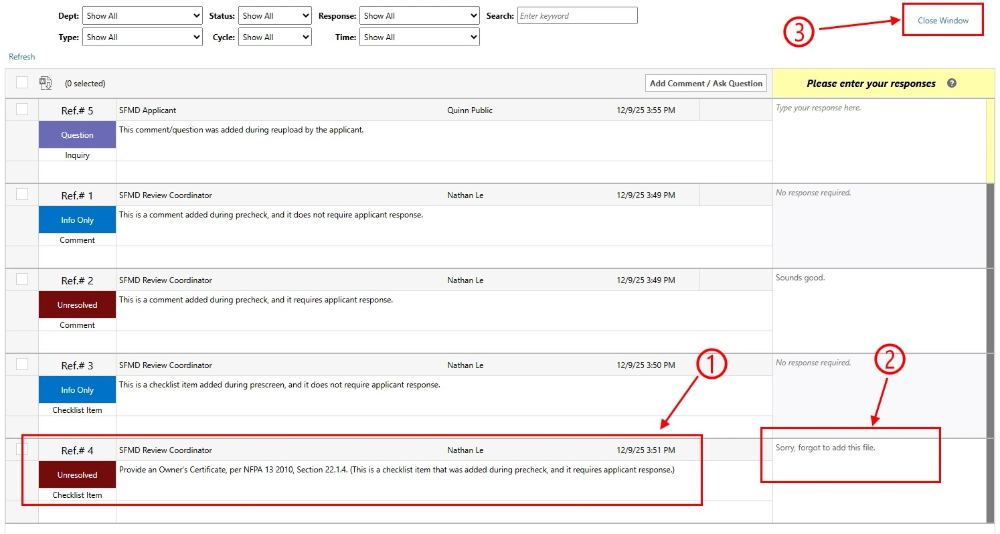 Dept: Show All Status: Show All Response: Show All Search: Enter keyword
Type: Show All Cycle: Show All Time: Show All
3
Close Window
Refresh
(0 selected) Add Comment / Ask Question Please enter your responses ?
Ref.# 5 SFMD Applicant Quinn Public 12/9/25 3:55 PM Type your response here.
Question This comment/question was added during reupload by the applicant.
Inquiry
Ref.# 1 SFMD Review Coordinator Nathan Le 12/9/25 3:49 PM No response required.
Info Only This is a comment added during precheck, and it does not require applicant response.
Comment
Ref.# 2 SFMD Review Coordinator Nathan Le 12/9/25 3:49 PM Sounds good.
Unresolved This is a comment added during precheck, and it requires applicant response.
Comment
1
2
Ref.# 3 SFMD Review Coordinator Nathan Le 12/9/25 3:50 PM No response required.
Info Only This is a checklist item added during prescreen, and it does not require applicant response.
Checklist Item
Ref.# 4 SFMD Review Coordinator Nathan Le 12/9/25 3:51 PM Sorry, forgot to add this file.
Unresolved Provide an Owner's Certificate, per NFPA 13 2010, Section 22.1.4. (This is a checklist item that was added during precheck, and it requires applicant response.)
Checklist Item